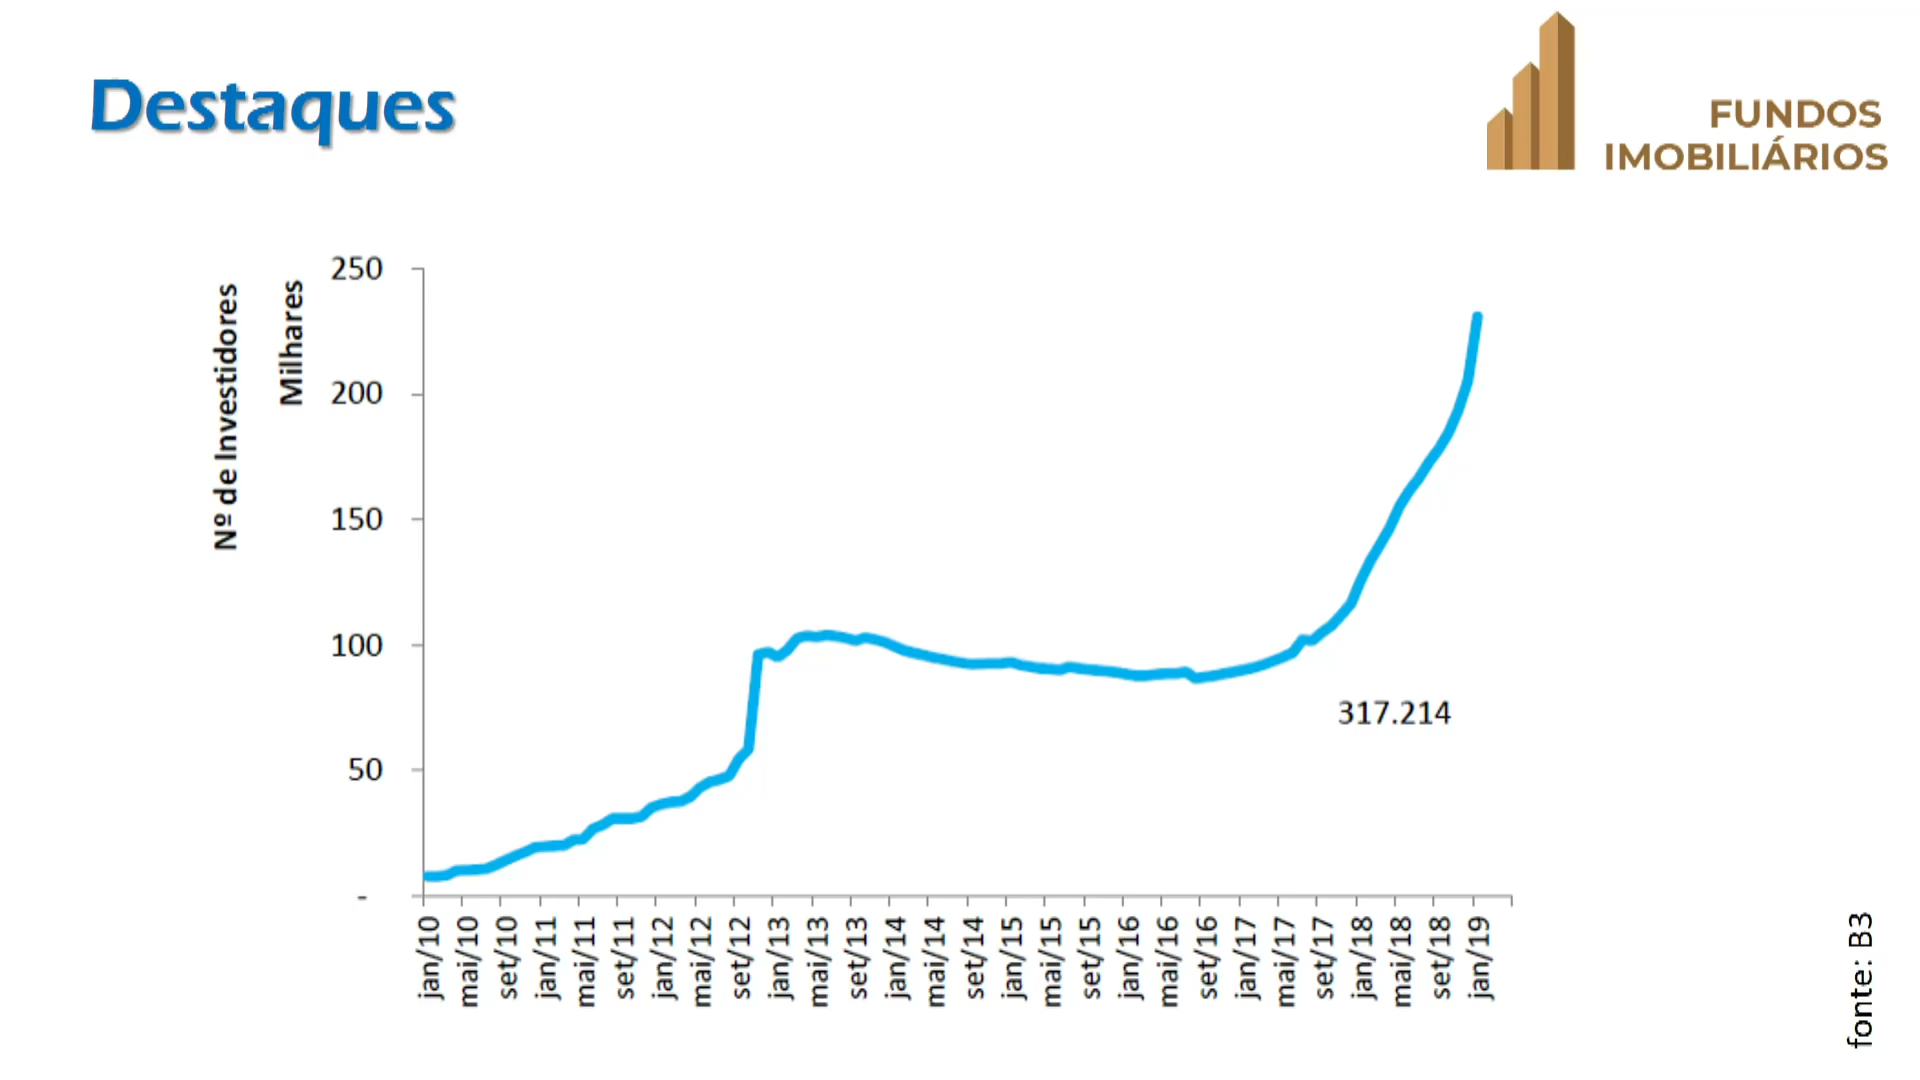 Destaques
FUNDOS
IMOBILIÁRIOS
Nº de Investidores
Milhares
250
200
150
100
50
-
317.214
jan/10
mai/10
set/10
jan/11
mai/11
set/11
jan/12
mai/12
set/12
jan/13
mai/13
set/13
jan/14
mai/14
set/14
jan/15
mai/15
set/15
jan/16
mai/16
set/16
jan/17
mai/17
set/17
jan/18
mai/18
set/18
jan/19
fonte: B3